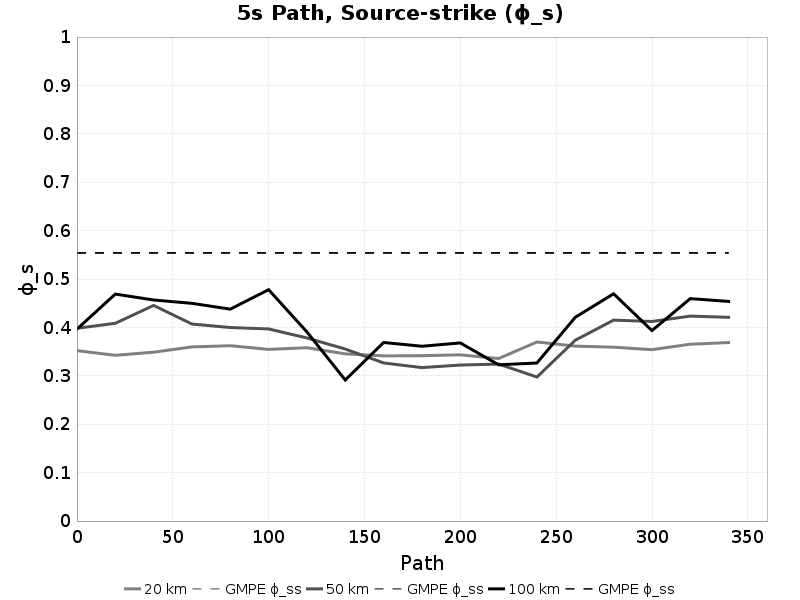 5s Path, Source-strike (ϕ_s)
1
0.9
0.8
0.7
0.6
0.5
0.4
0.3
0.2
0.1
0
ϕ_s
0 50 100 150 200 250 300 350
Path
20 km GMPE ϕ_ss 50 km GMPE ϕ_ss 100 km GMPE ϕ_ss